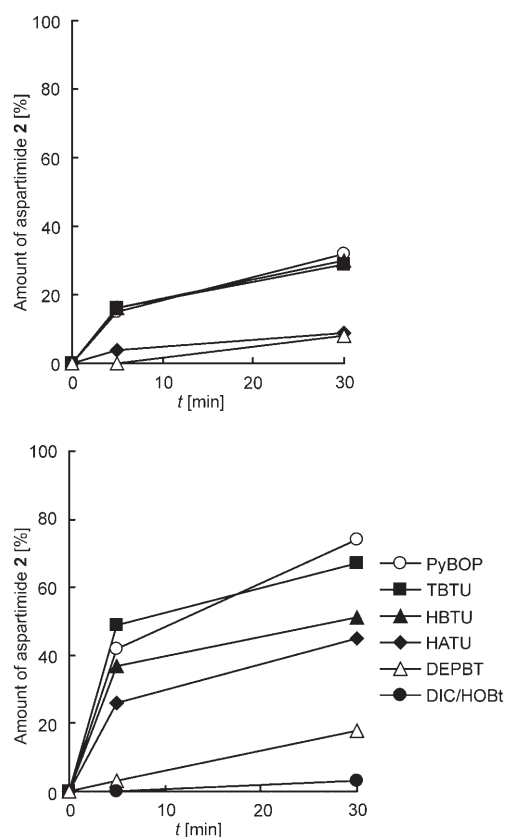 100
80
60
40
20
0
Amount of aspartimide 2 [%]
0 10 20 30
t [min]
100
80
60
40
20
0
Amount of aspartimide 2 [%]
0 10 20 30
t [min]
PyBOP
TBTU
HBTU
HATU
DEPBT
DIC/HOBt